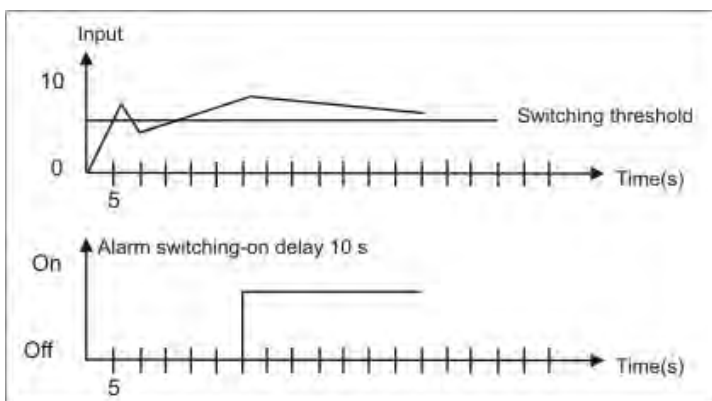 Input
10
Switching threshold
0
Time(s)
5
Alarm switching-on delay 10 s
On
Off
Time(s)
5